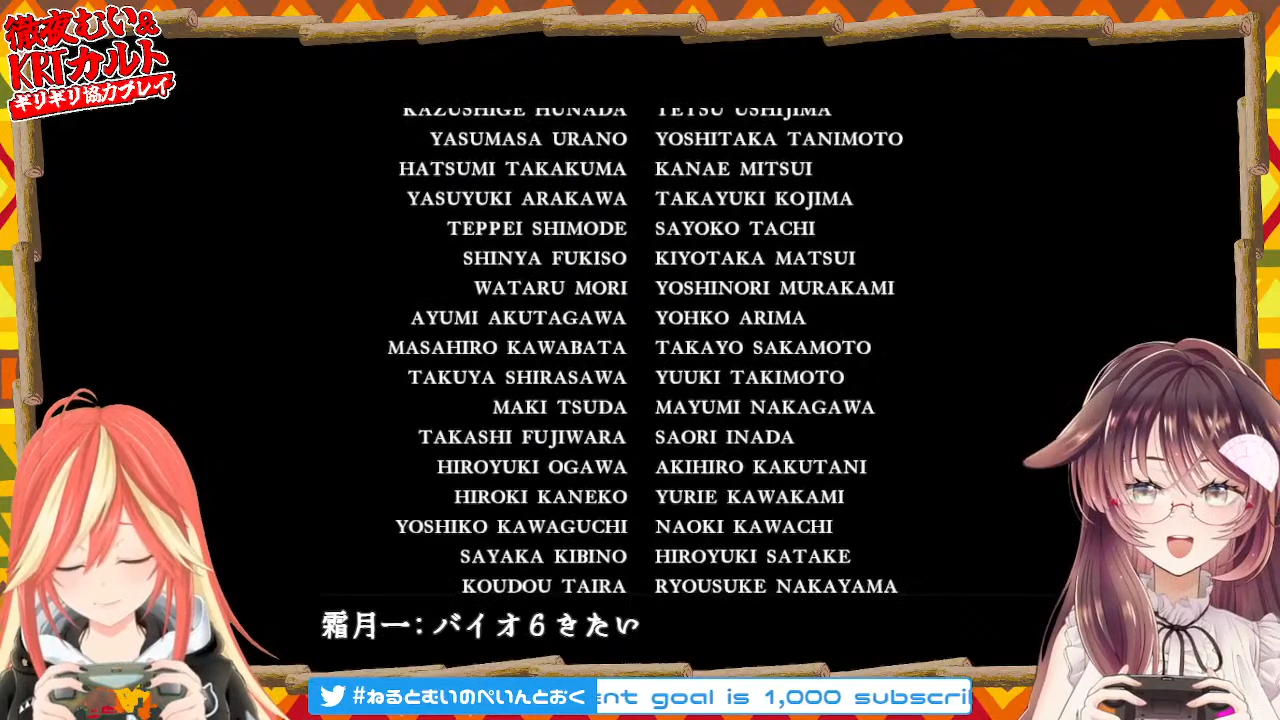 徹夜むい&
KRTカルト
ギリギリ協力プレイ
KAZUSHIGE HUNADA TETSU USHIJIMA
YASUMASA URANO YOSHITAKA TANIMOTO
HATSUMI TAKAKUMA KANAE MITSUI
YASUYUKI ARAKAWA TAKAYUKI KOJIMA
TEPPEI SHIMODE SAYOKO TACHI
SHINYA FUKISO KIYOTAKA MATSUI
WATARU MORI YOSHINORI MURAKAMI
AYUMI AKUTAGAWA YOHKO ARIMA
MASAHIRO KAWABATA TAKAYO SAKAMOTO
TAKUYA SHIRASAWA YUUKI TAKIMOTO
MAKI TSUDA MAYUMI NAKAGAWA
TAKASHI FUJIWARA SAORI INADA
HIROYUKI OGAWA AKIHIRO KAKUTANI
HIROKI KANEKO YURIE KAWAKAMI
YOSHIKO KAWAGUCHI NAOKI KAWACHI
SAYAKA KIBINO HIROYUKI SATAKE
KOUDOU TAIRA RYOUSUKE NAKAYAMA
霜月一: バイオ6きたい
#ねるとむいのぺいんとおく ent goal is 1,000 subscri